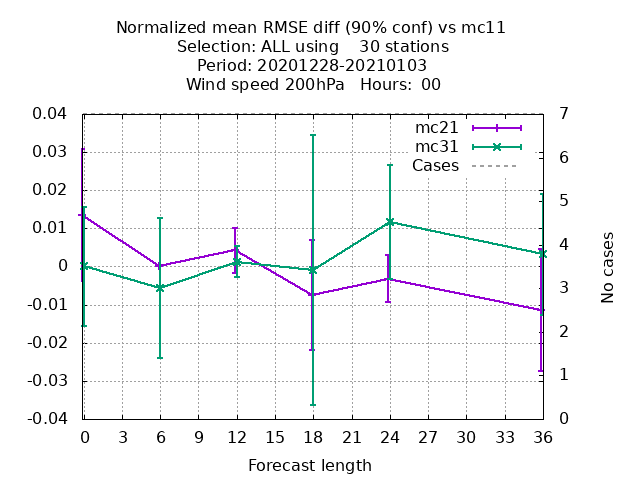 Normalized mean RMSE diff (90% conf) vs mc11
Selection: ALL using    30 stations
Period: 20201228-20210103
Wind speed 200hPa   Hours:  00
mc21
mc31
Cases
0.04
0.03
0.02
0.01
0
-0.01
-0.02
-0.03
-0.04
7
6
5
4
3
2
1
0
No cases
0 3 6 9 12 15 18 21 24 27 30 33 36
Forecast length